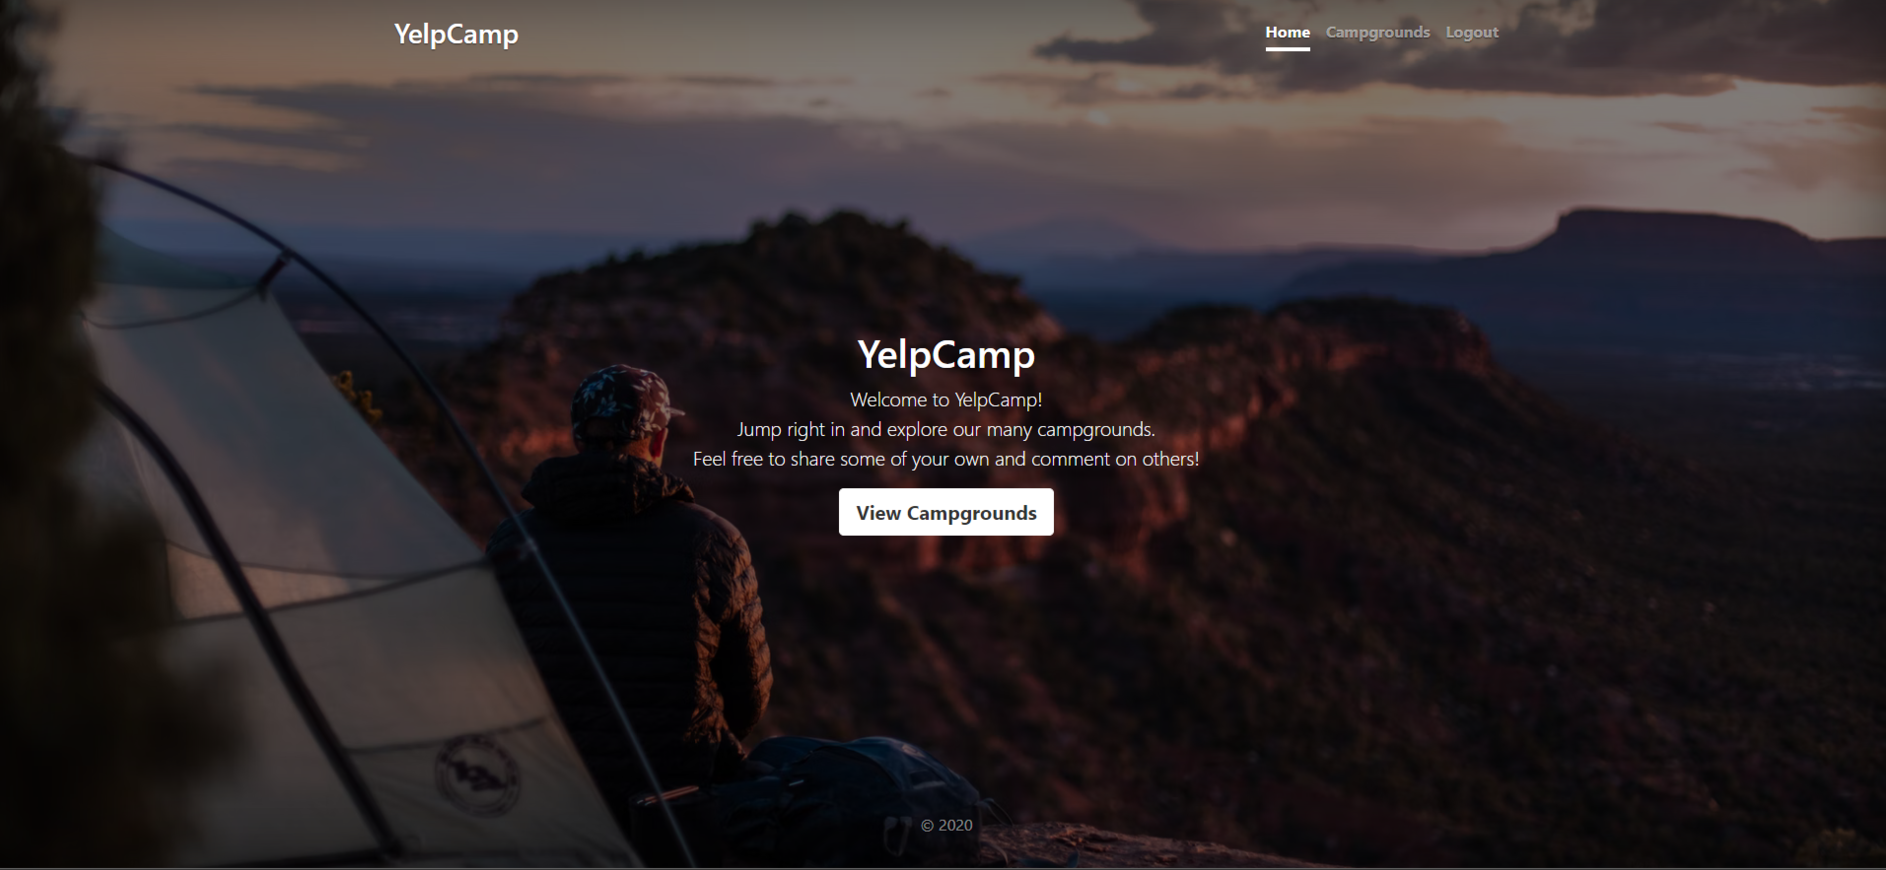 YelpCamp
Home Campgrounds Logout
YelpCamp
Welcome to YelpCamp!
Jump right in and explore our many campgrounds.
Feel free to share some of your own and comment on others!
View Campgrounds
© 2020